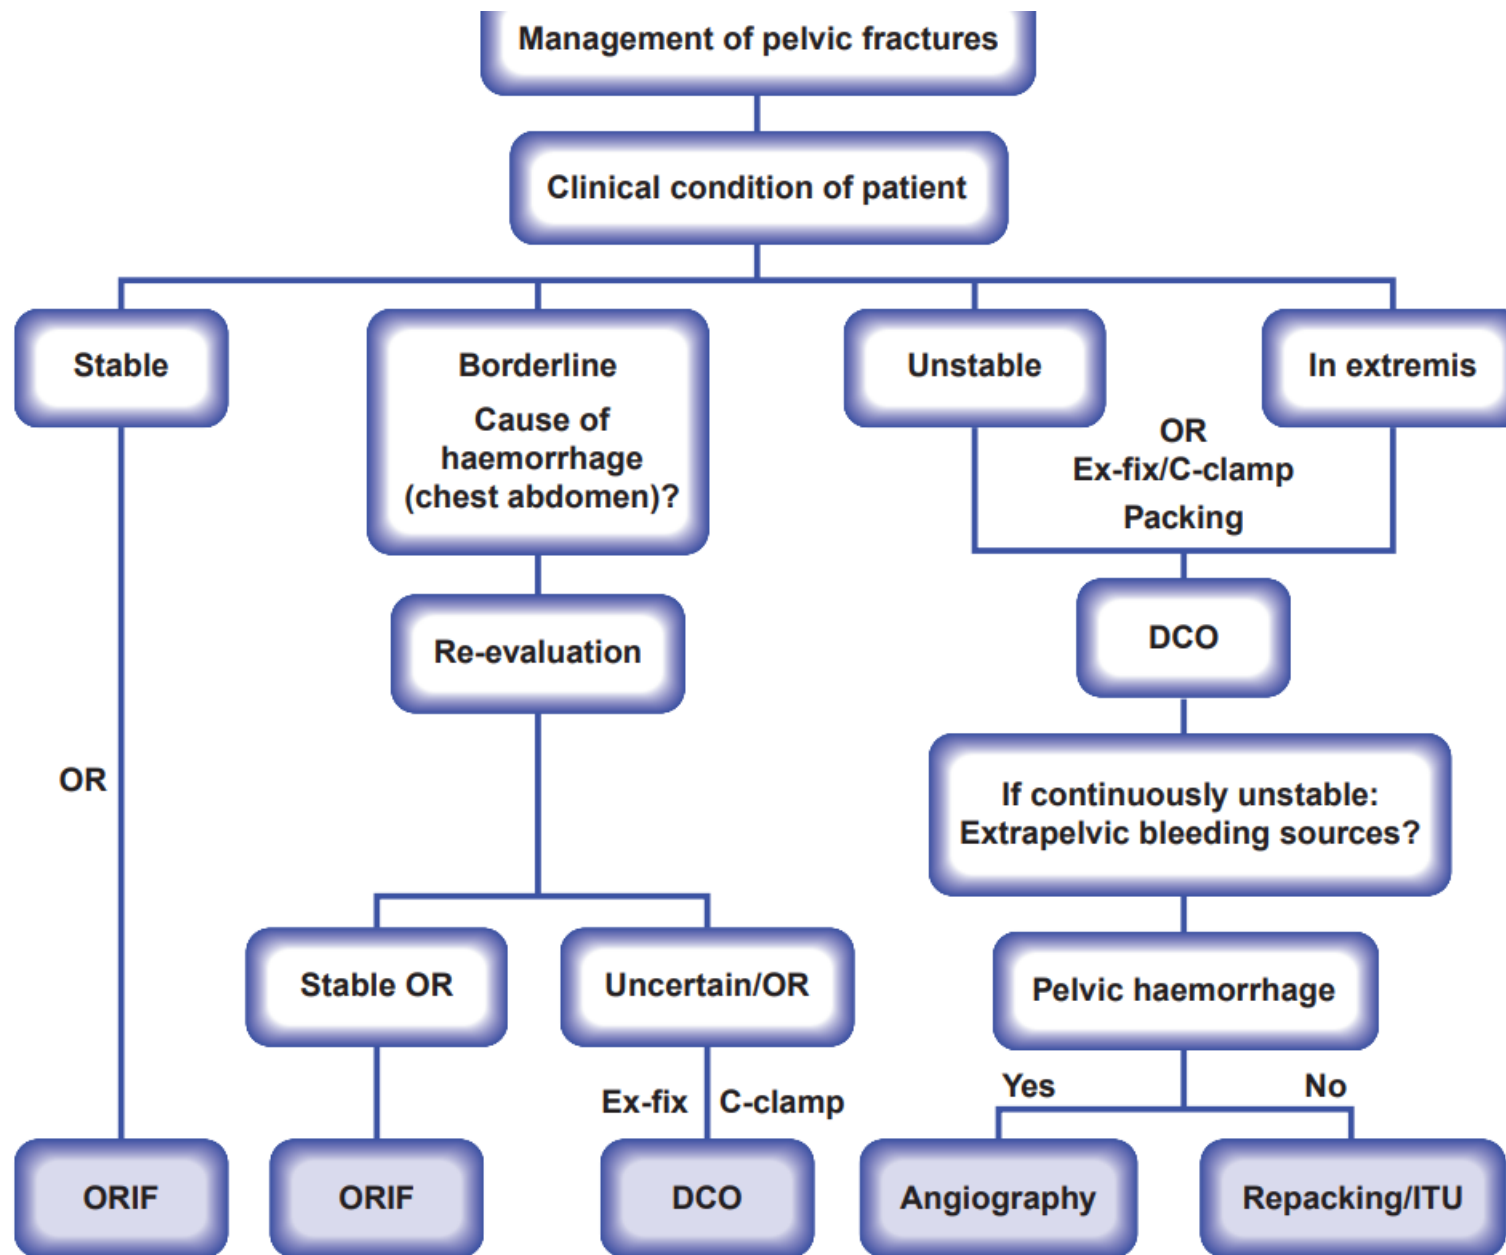 Management of pelvic fractures
Clinical condition of patient
Stable
Borderline
Cause of
haemorrhage
(chest abdomen)?
Unstable
In extremis
OR
Ex-fix/C-clamp
Packing
Re-evaluation
DCO
OR
If continuously unstable:
Extrapelvic bleeding sources?
Stable OR
Uncertain/OR
Pelvic haemorrhage
Ex-fix
C-clamp
Yes
No
ORIF
ORIF
DCO
Angiography
Repacking/ITU